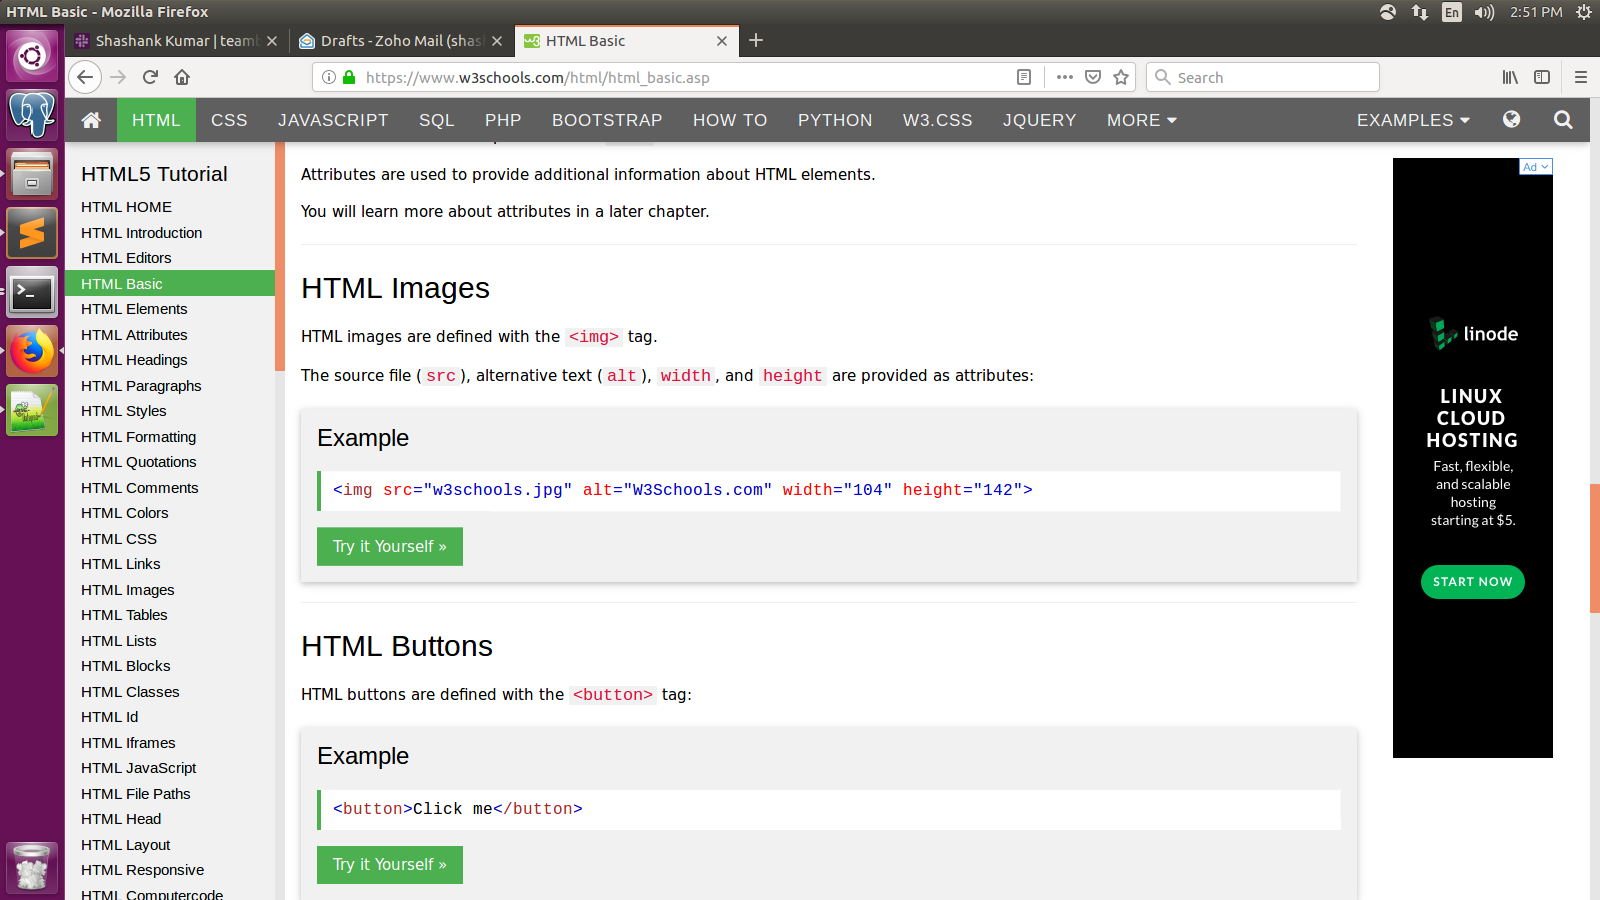 HTML Basic - Mozilla Firefox
En
2:51 PM
Shashank Kumar | team
Drafts - Zoho Mail (shas
HTML Basic
https://www.w3schools.com/html/html_basic.asp
Search
HTML
CSS
JAVASCRIPT
SQL
PHP
BOOTSTRAP
HOW TO
PYTHON
W3.CSS
JQUERY
MORE
EXAMPLES
HTML5 Tutorial
HTML HOME
HTML Introduction
HTML Editors
HTML Basic
HTML Elements
HTML Attributes
HTML Headings
HTML Paragraphs
HTML Styles
HTML Formatting
HTML Quotations
HTML Comments
HTML Colors
HTML CSS
HTML Links
HTML Images
HTML Tables
HTML Lists
HTML Blocks
HTML Classes
HTML Id
HTML Iframes
HTML JavaScript
HTML File Paths
HTML Head
HTML Layout
HTML Responsive
HTML Computercode
Attributes are used to provide additional information about HTML elements.
You will learn more about attributes in a later chapter.
HTML Images
HTML images are defined with the <img> tag.
The source file (src), alternative text (alt), width, and height are provided as attributes:
Example
<img src="w3schools.jpg" alt="W3Schools.com" width="104" height="142">
Try it Yourself »
HTML Buttons
HTML buttons are defined with the <button> tag:
Example
<button>Click me</button>
Try it Yourself »
Ad
linode
LINUX
CLOUD
HOSTING
Fast, flexible,
and scalable
hosting
starting at $5.
START NOW